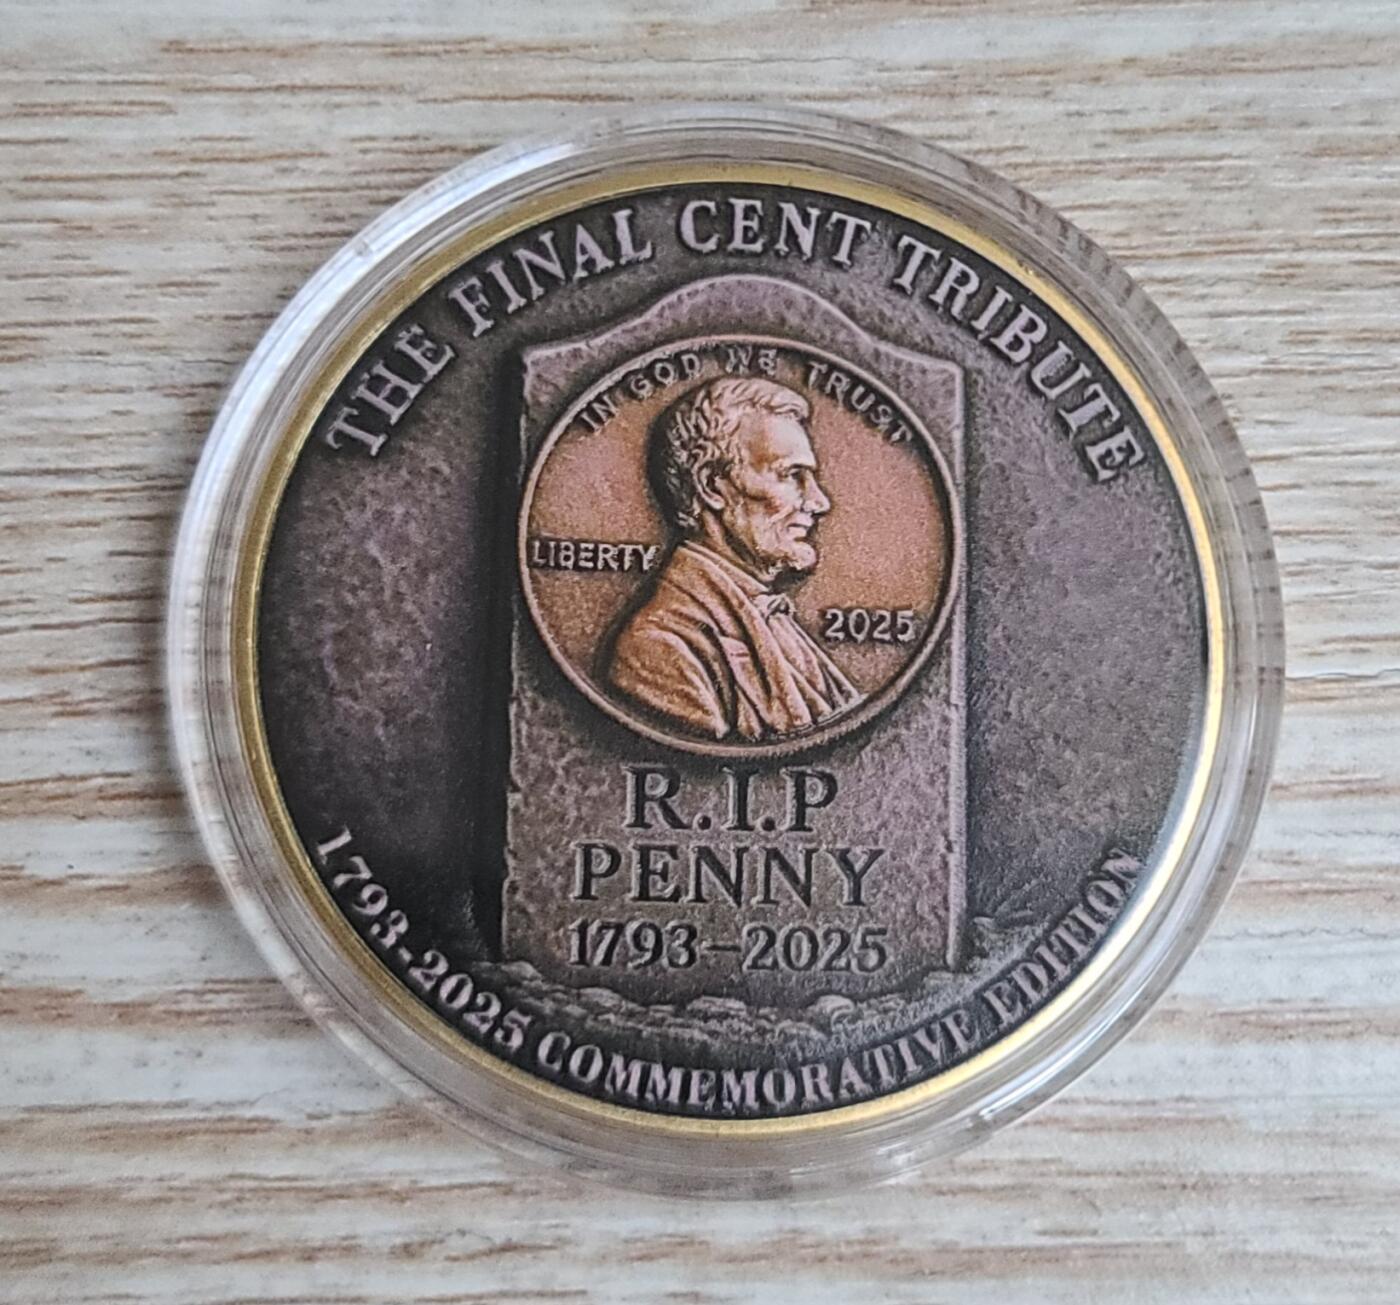 THE FINAL CENT TRIBUTE
IN GOD WE TRUST
LIBERTY
2025
R.I.P
PENNY
1793-2025
1793-2025 COMMEMORATIVE EDITION